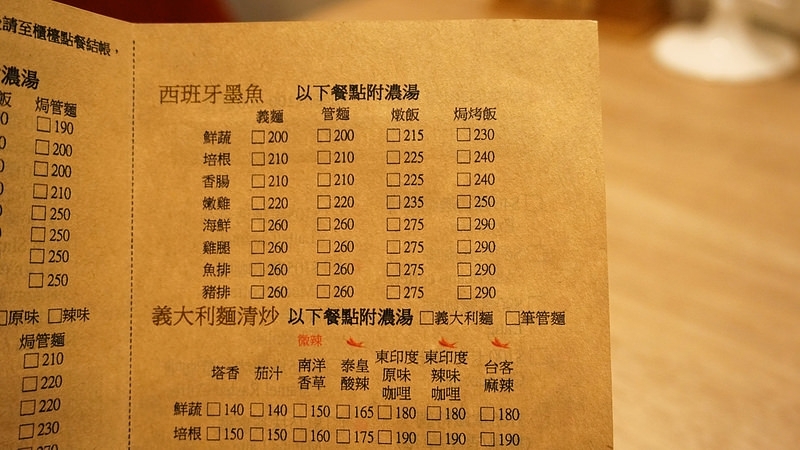 請至櫃檯點餐結帳，
濃湯
飯 焗管麵
0 □190
□200
□200
□210
□250
□250
□250
□250
□原味 □辣味
焗管麵
□210
□220
□220
□230
西班牙墨魚 以下餐點附濃湯
義麵 管麵 燉飯 焗烤飯
鮮蔬 □200 □200 □215 □230
培根 □210 □210 □225 □240
香腸 □210 □210 □225 □240
嫩雞 □220 □220 □235 □250
海鮮 □260 □260 □275 □290
雞腿 □260 □260 □275 □290
魚排 □260 □260 □275 □290
豬排 □260 □260 □275 □290
義大利麵清炒 以下餐點附濃湯 □義大利麵 □筆管麵
微辣
塔香 茄汁 南洋香草 泰皇酸辣 東印度原味咖哩 東印度辣味咖哩 台客麻辣
鮮蔬 □140 □140 □150 □165 □180 □180 □180
培根 □150 □150 □160 □175 □190 □190 □190